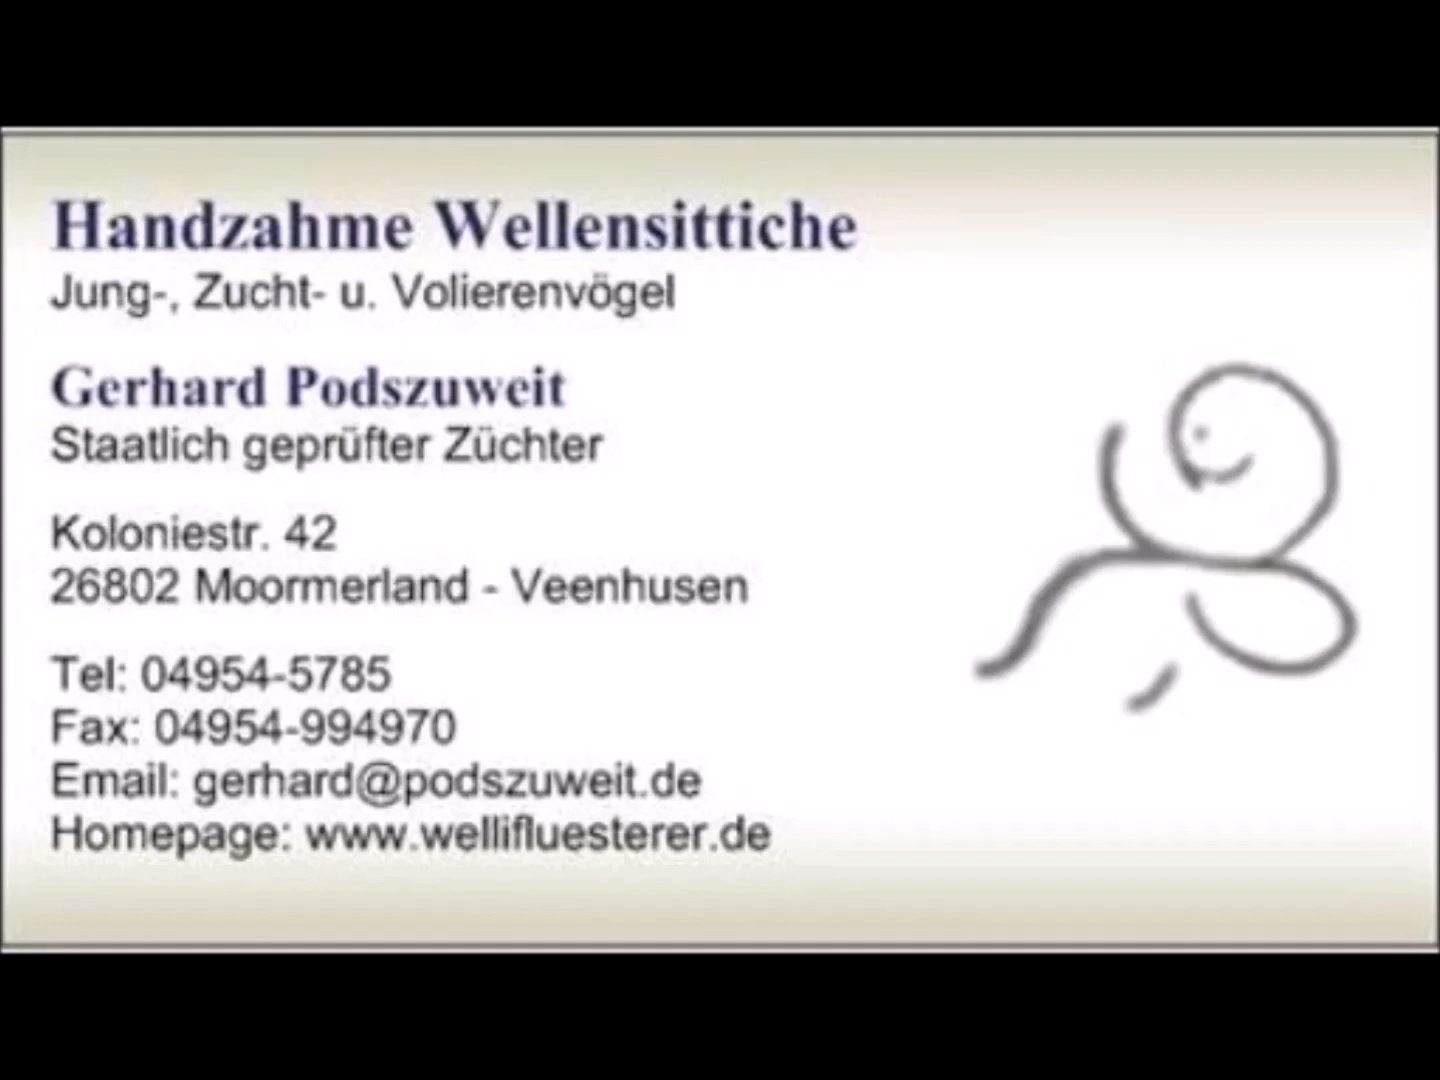 Handzahme Wellensittiche
Jung-, Zucht- u. Volierenvögel
Gerhard Podszuweit
Staatlich geprüfter Züchter
Koloniestr. 42
26802 Moormerland - Veenhusen
Tel: 04954-5785
Fax: 04954-994970
Email: gerhard@podszuweit.de
Homepage: www.wellifluesterer.de